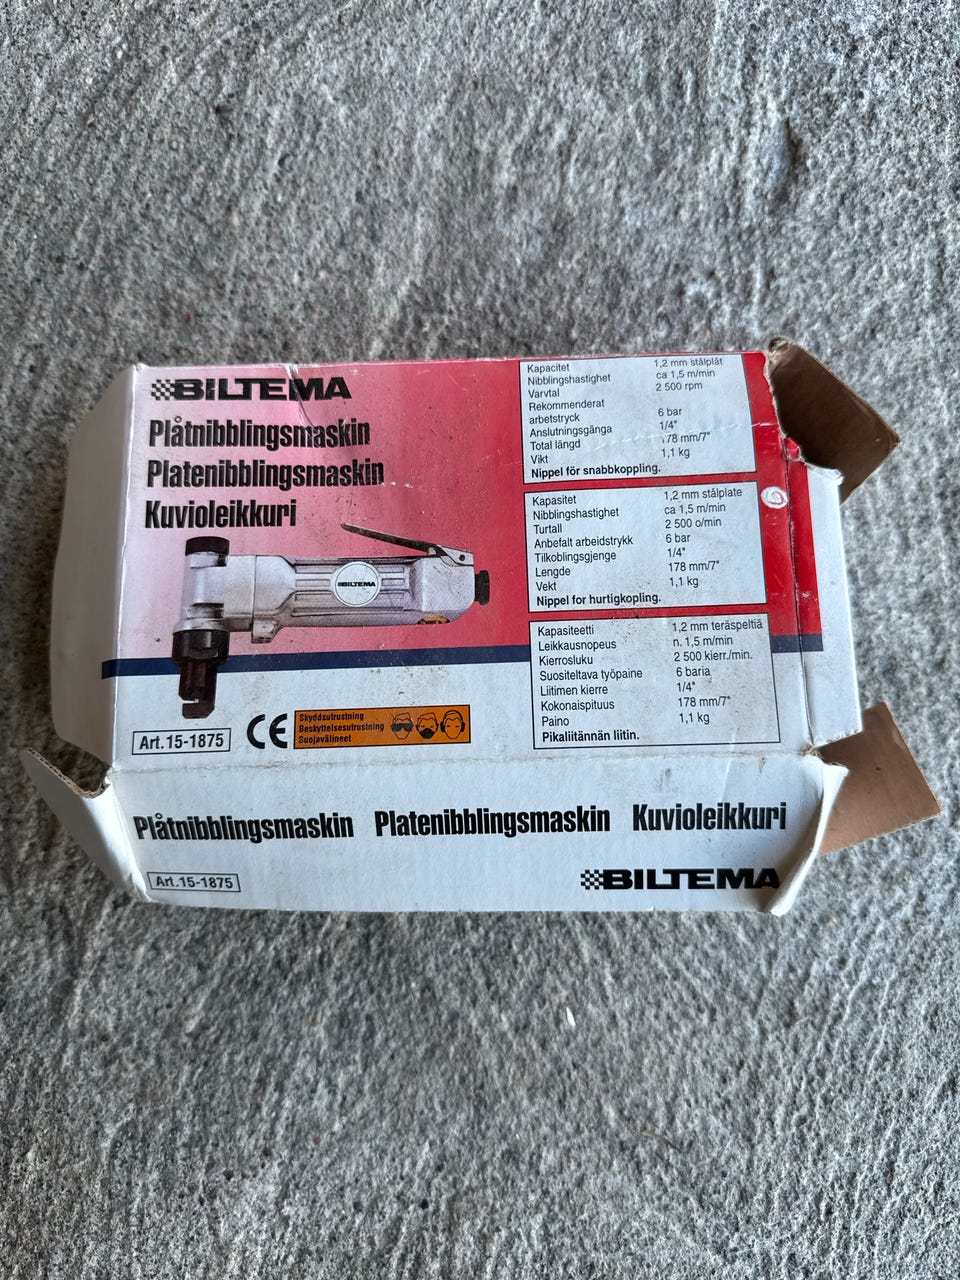 BILTEMA
Plåtnibblingsmaskin
Platenibblingsmaskin
Kuvioleikkuri
BILTEMA
Art.15-1875
CE
Skyddsutrustning
Beskyttelsesutrustning
Suojavälineet
Kapacitet 1,2 mm stålplåt
Nibblingshastighet ca 1,5 m/min
Varvtal 2 500 rpm
Rekommenderat
arbetstryck 6 bar
Anslutningsgänga 1/4"
Total längd 178 mm/7"
Vikt 1,1 kg
Nippel för snabbkoppling.
Kapasitet 1,2 mm stålplate
Nibblingshastighet ca 1,5 m/min
Turtall 2 500 o/min
Anbefalt arbeidstrykk 6 bar
Tilkoblingsgjenge 1/4"
Lengde 178 mm/7"
Vekt 1,1 kg
Nippel for hurtigkopling.
Kapasiteetti 1,2 mm teräspeltiä
Leikkausnopeus n. 1,5 m/min
Kierrosluku 2 500 kierr./min.
Suositeltava työpaine 6 baria
Liitimen kierre 1/4"
Kokonaispituus 178 mm/7"
Paino 1,1 kg
Pikaliitännän liitin.
Plåtnibblingsmaskin Platenibblingsmaskin Kuvioleikkuri
Art.15-1875
BILTEMA